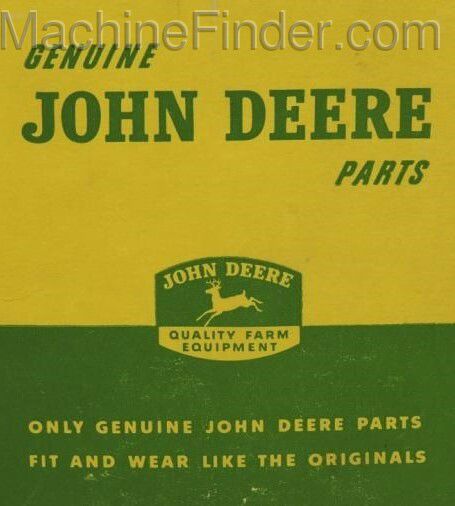 MachineFinder.com
GENUINE
JOHN DEERE
PARTS
JOHN DEERE
QUALITY FARM
EQUIPMENT
ONLY GENUINE JOHN DEERE PARTS
FIT AND WEAR LIKE THE ORIGINALS